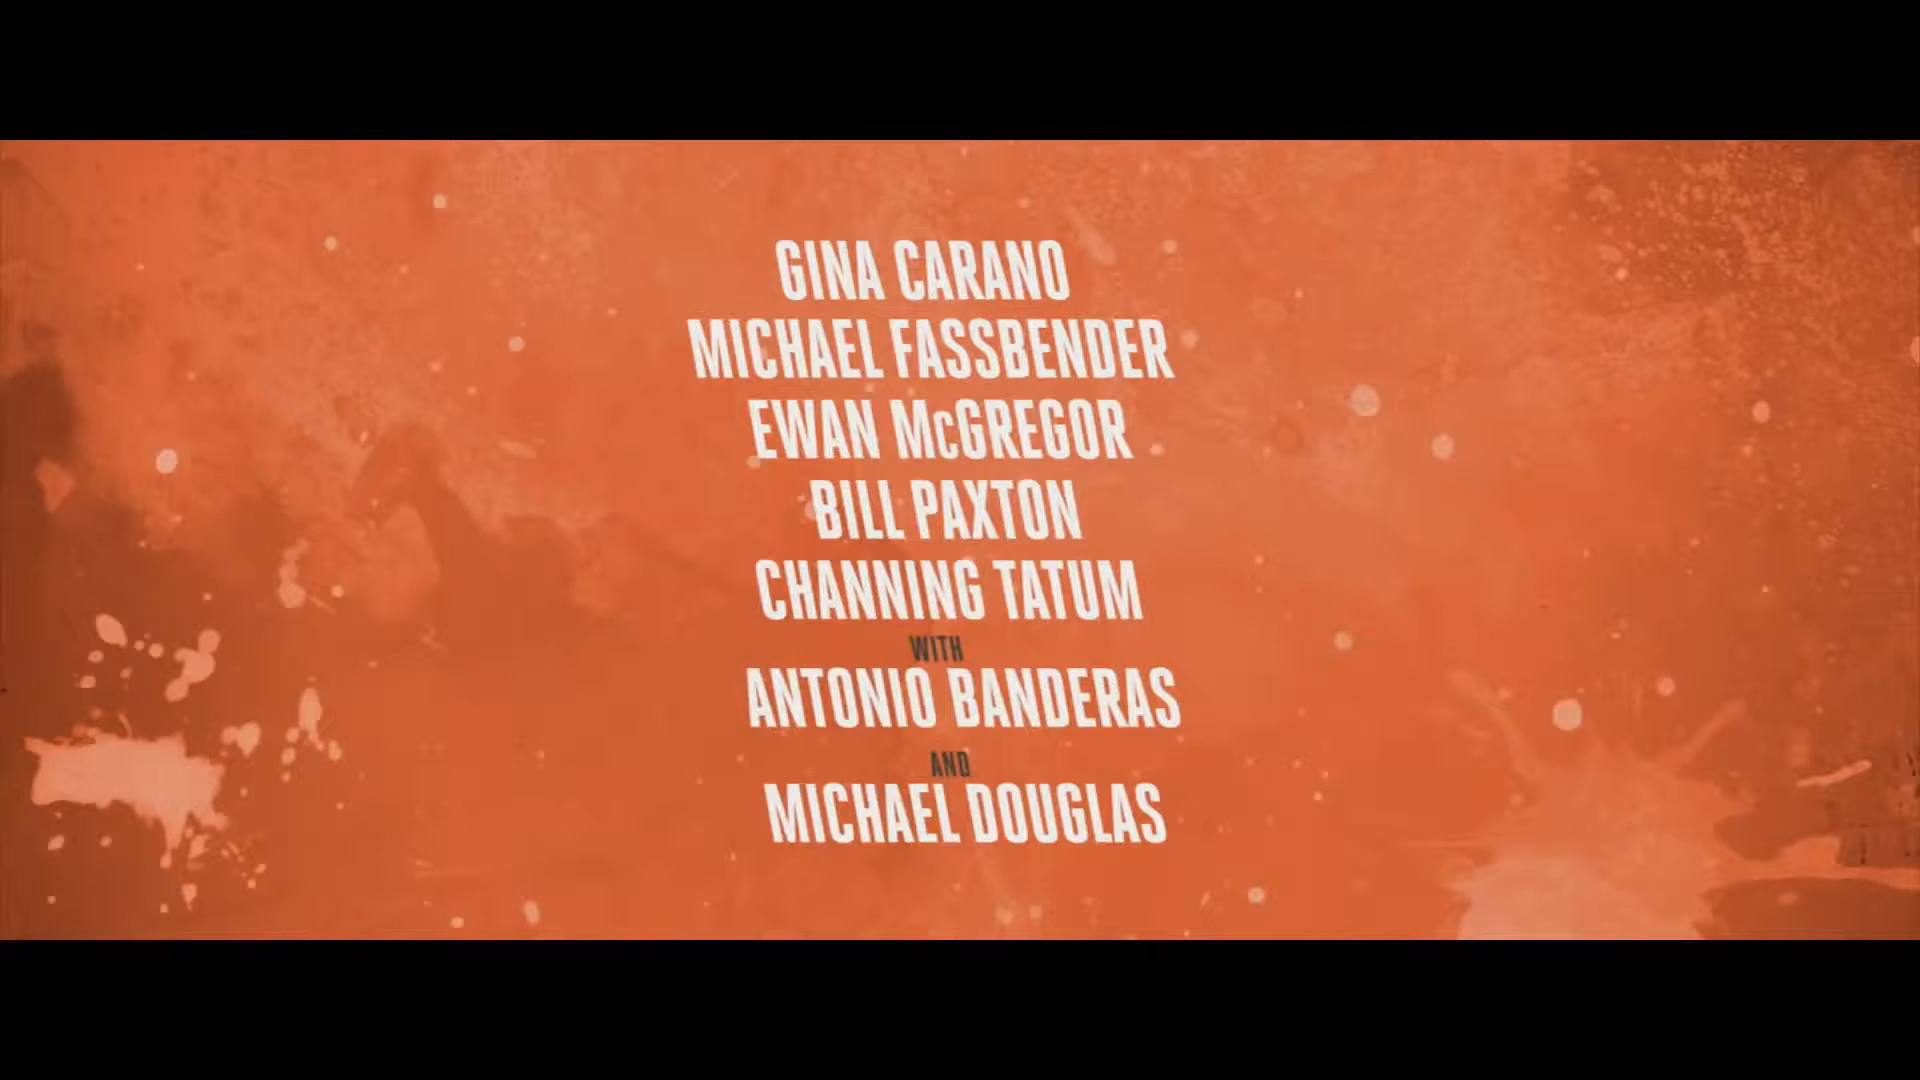 GINA CARANO
MICHAEL FASSBENDER
EWAN McGREGOR
BILL PAXTON
CHANNING TATUM
WITH
ANTONIO BANDERAS
AND
MICHAEL DOUGLAS